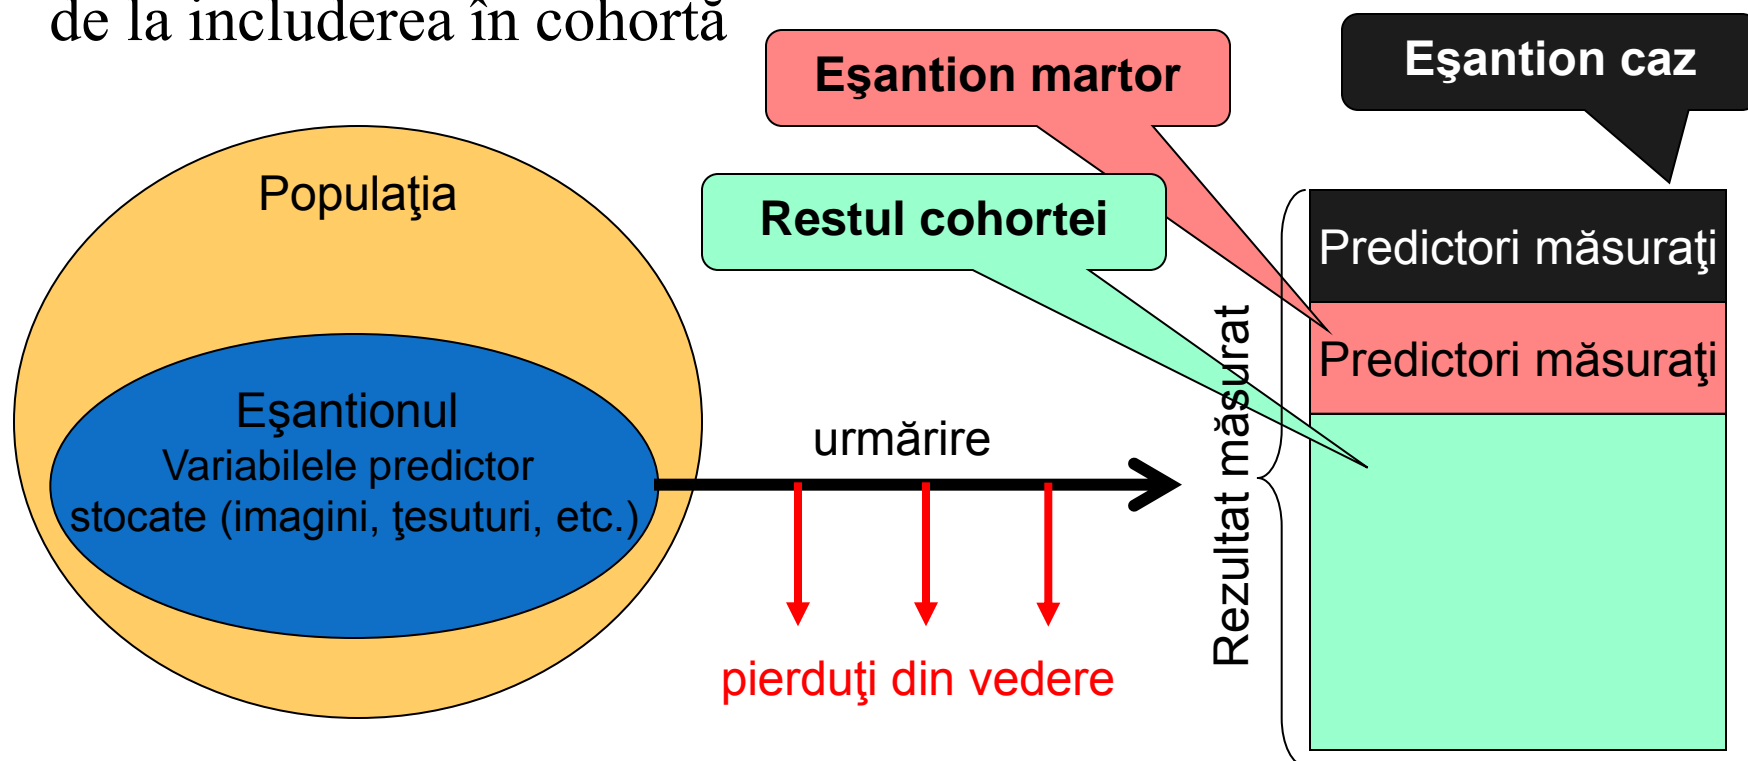 de la includerea în cohortă
Eşantion martor
Eşantion caz
Populaţia
Restul cohortei
Predictori măsuraţi
Predictori măsuraţi
Eşantionul
Variabilele predictor
stocate (imagini, ţesuturi, etc.)
urmărire
Rezultat măsurat
pierduţi din vedere